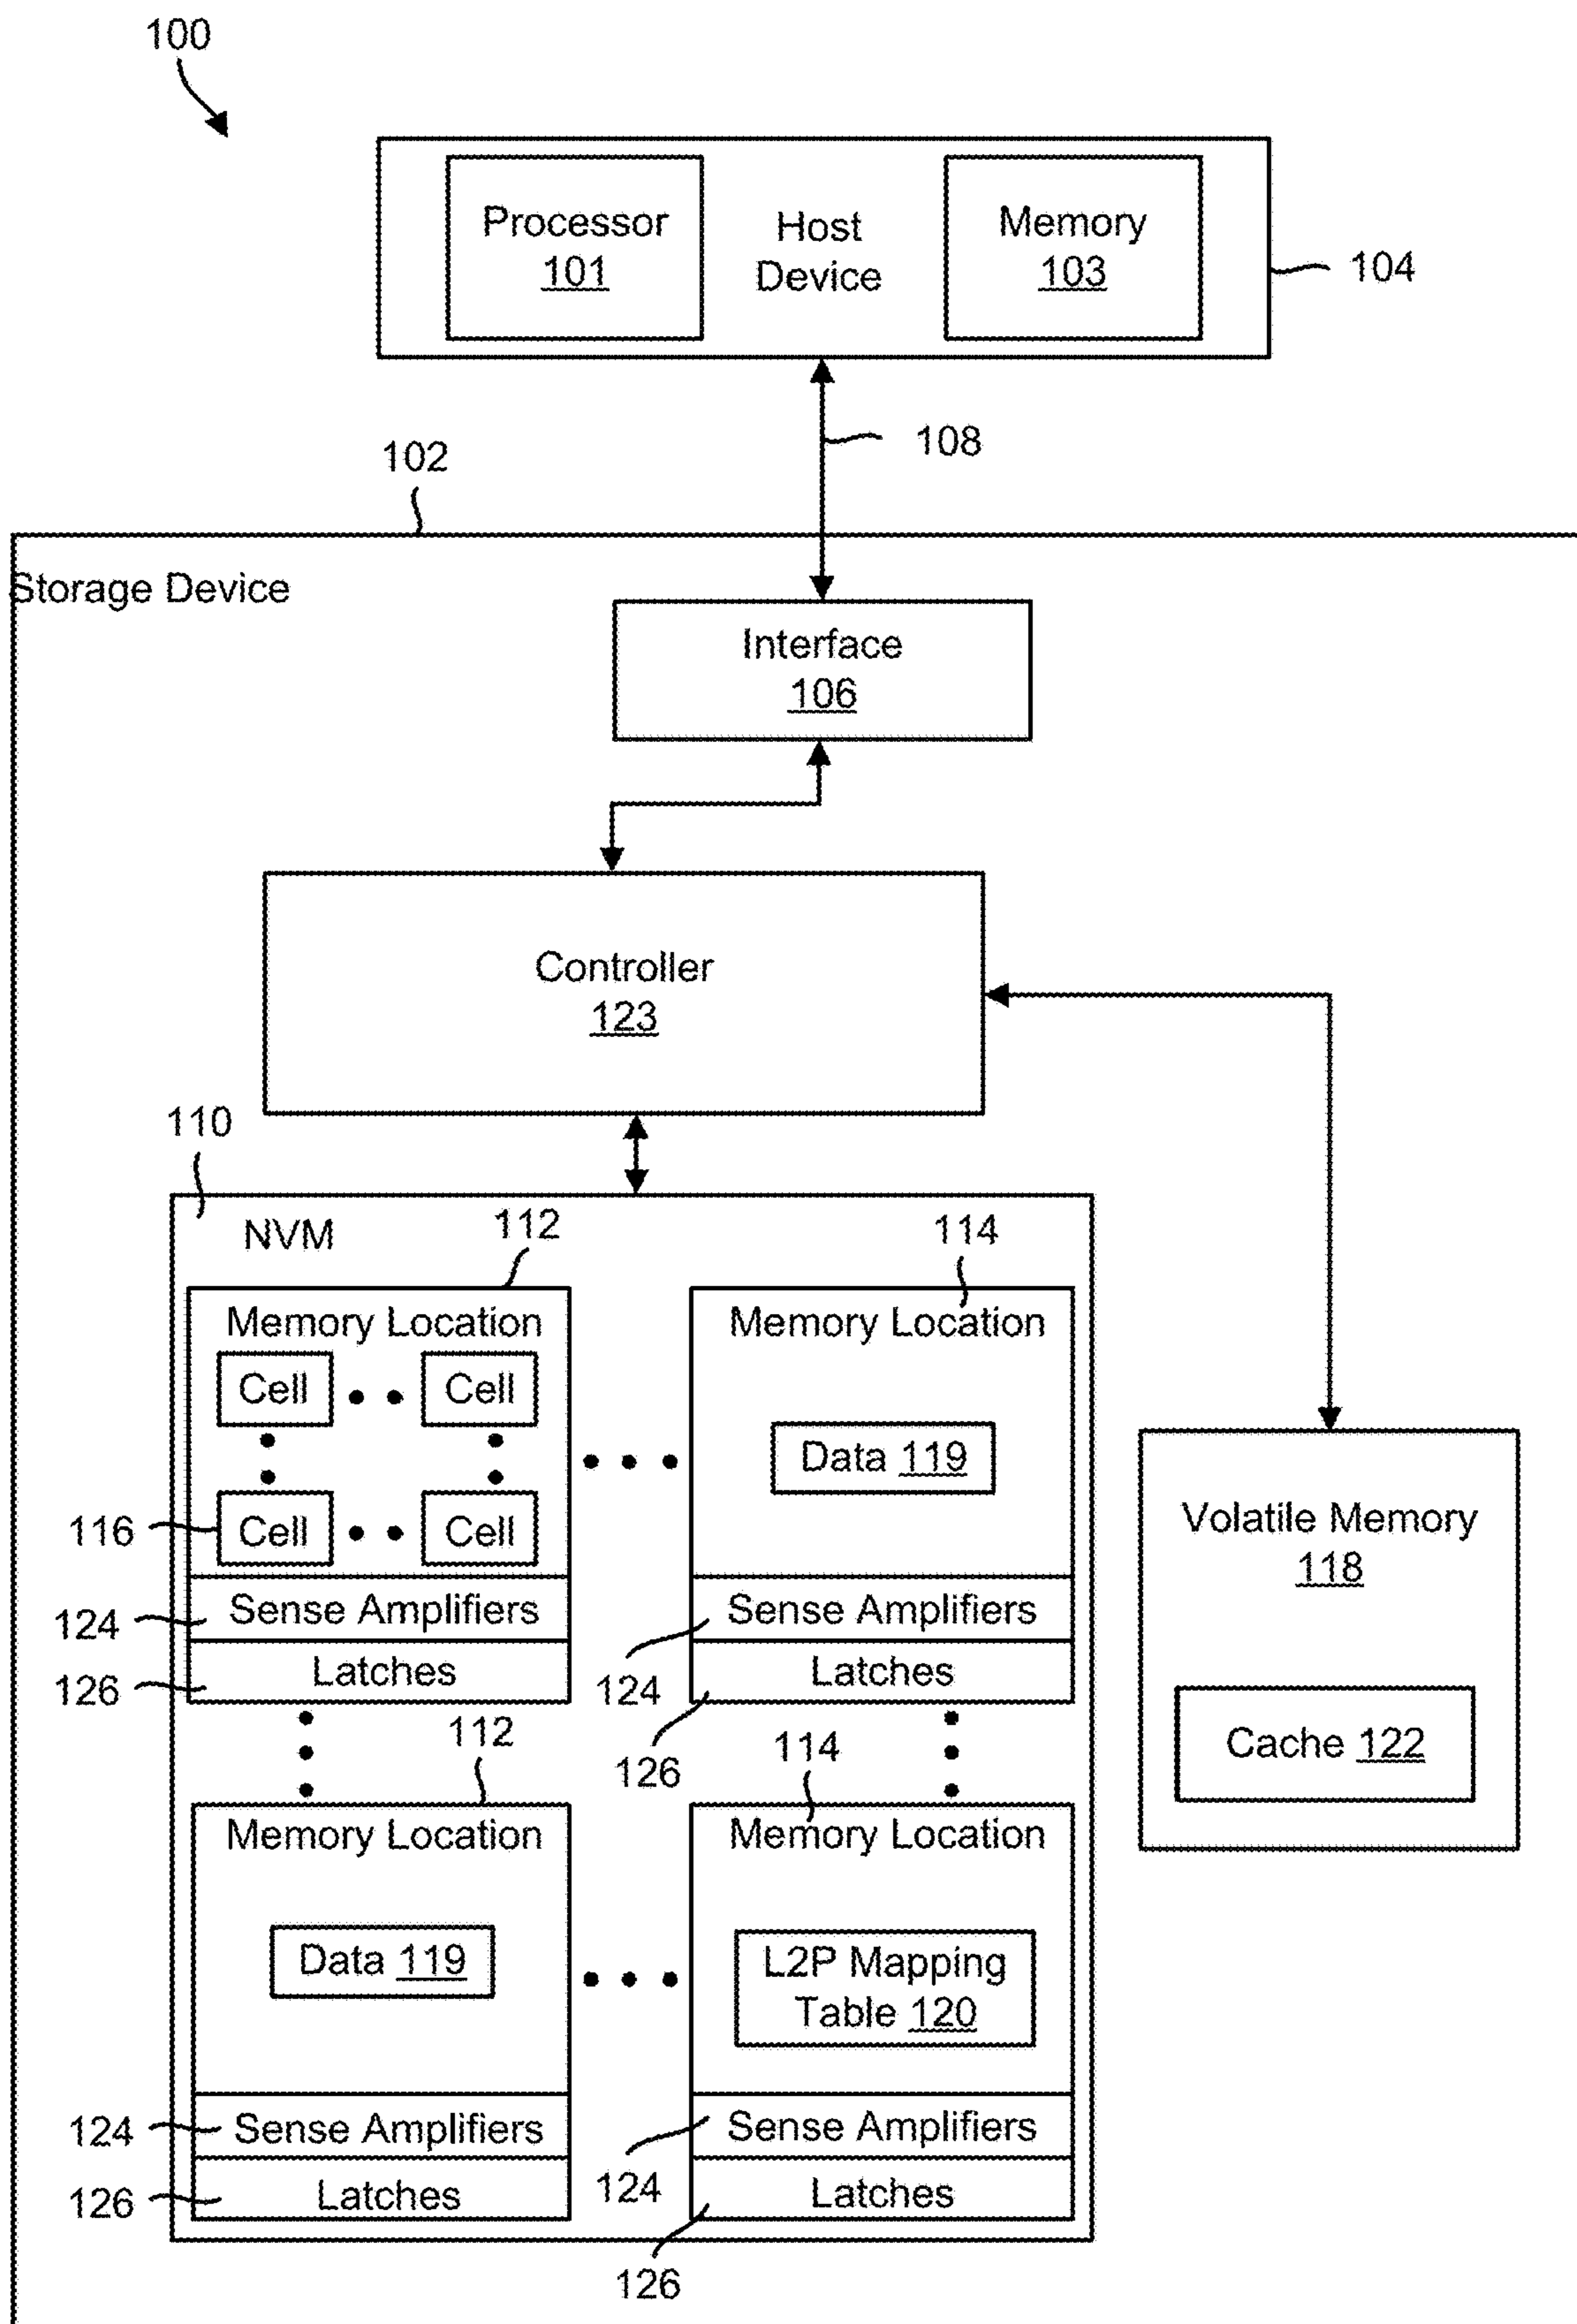 100
Processor
101
Host
Device
Memory
103
104
108
102
Storage Device
Interface
106
Controller
123
110
NVM
112
114
Memory Location
Cell
Cell
Cell
Cell
116
Memory Location
Data 119
Volatile Memory
118
Cache 122
124
Sense Amplifiers
126
Latches
Sense Amplifiers
124
Latches
126
112
114
Memory Location
Data 119
Memory Location
L2P Mapping
Table 120
124
Sense Amplifiers
126
Latches
Sense Amplifiers
124
Latches
126